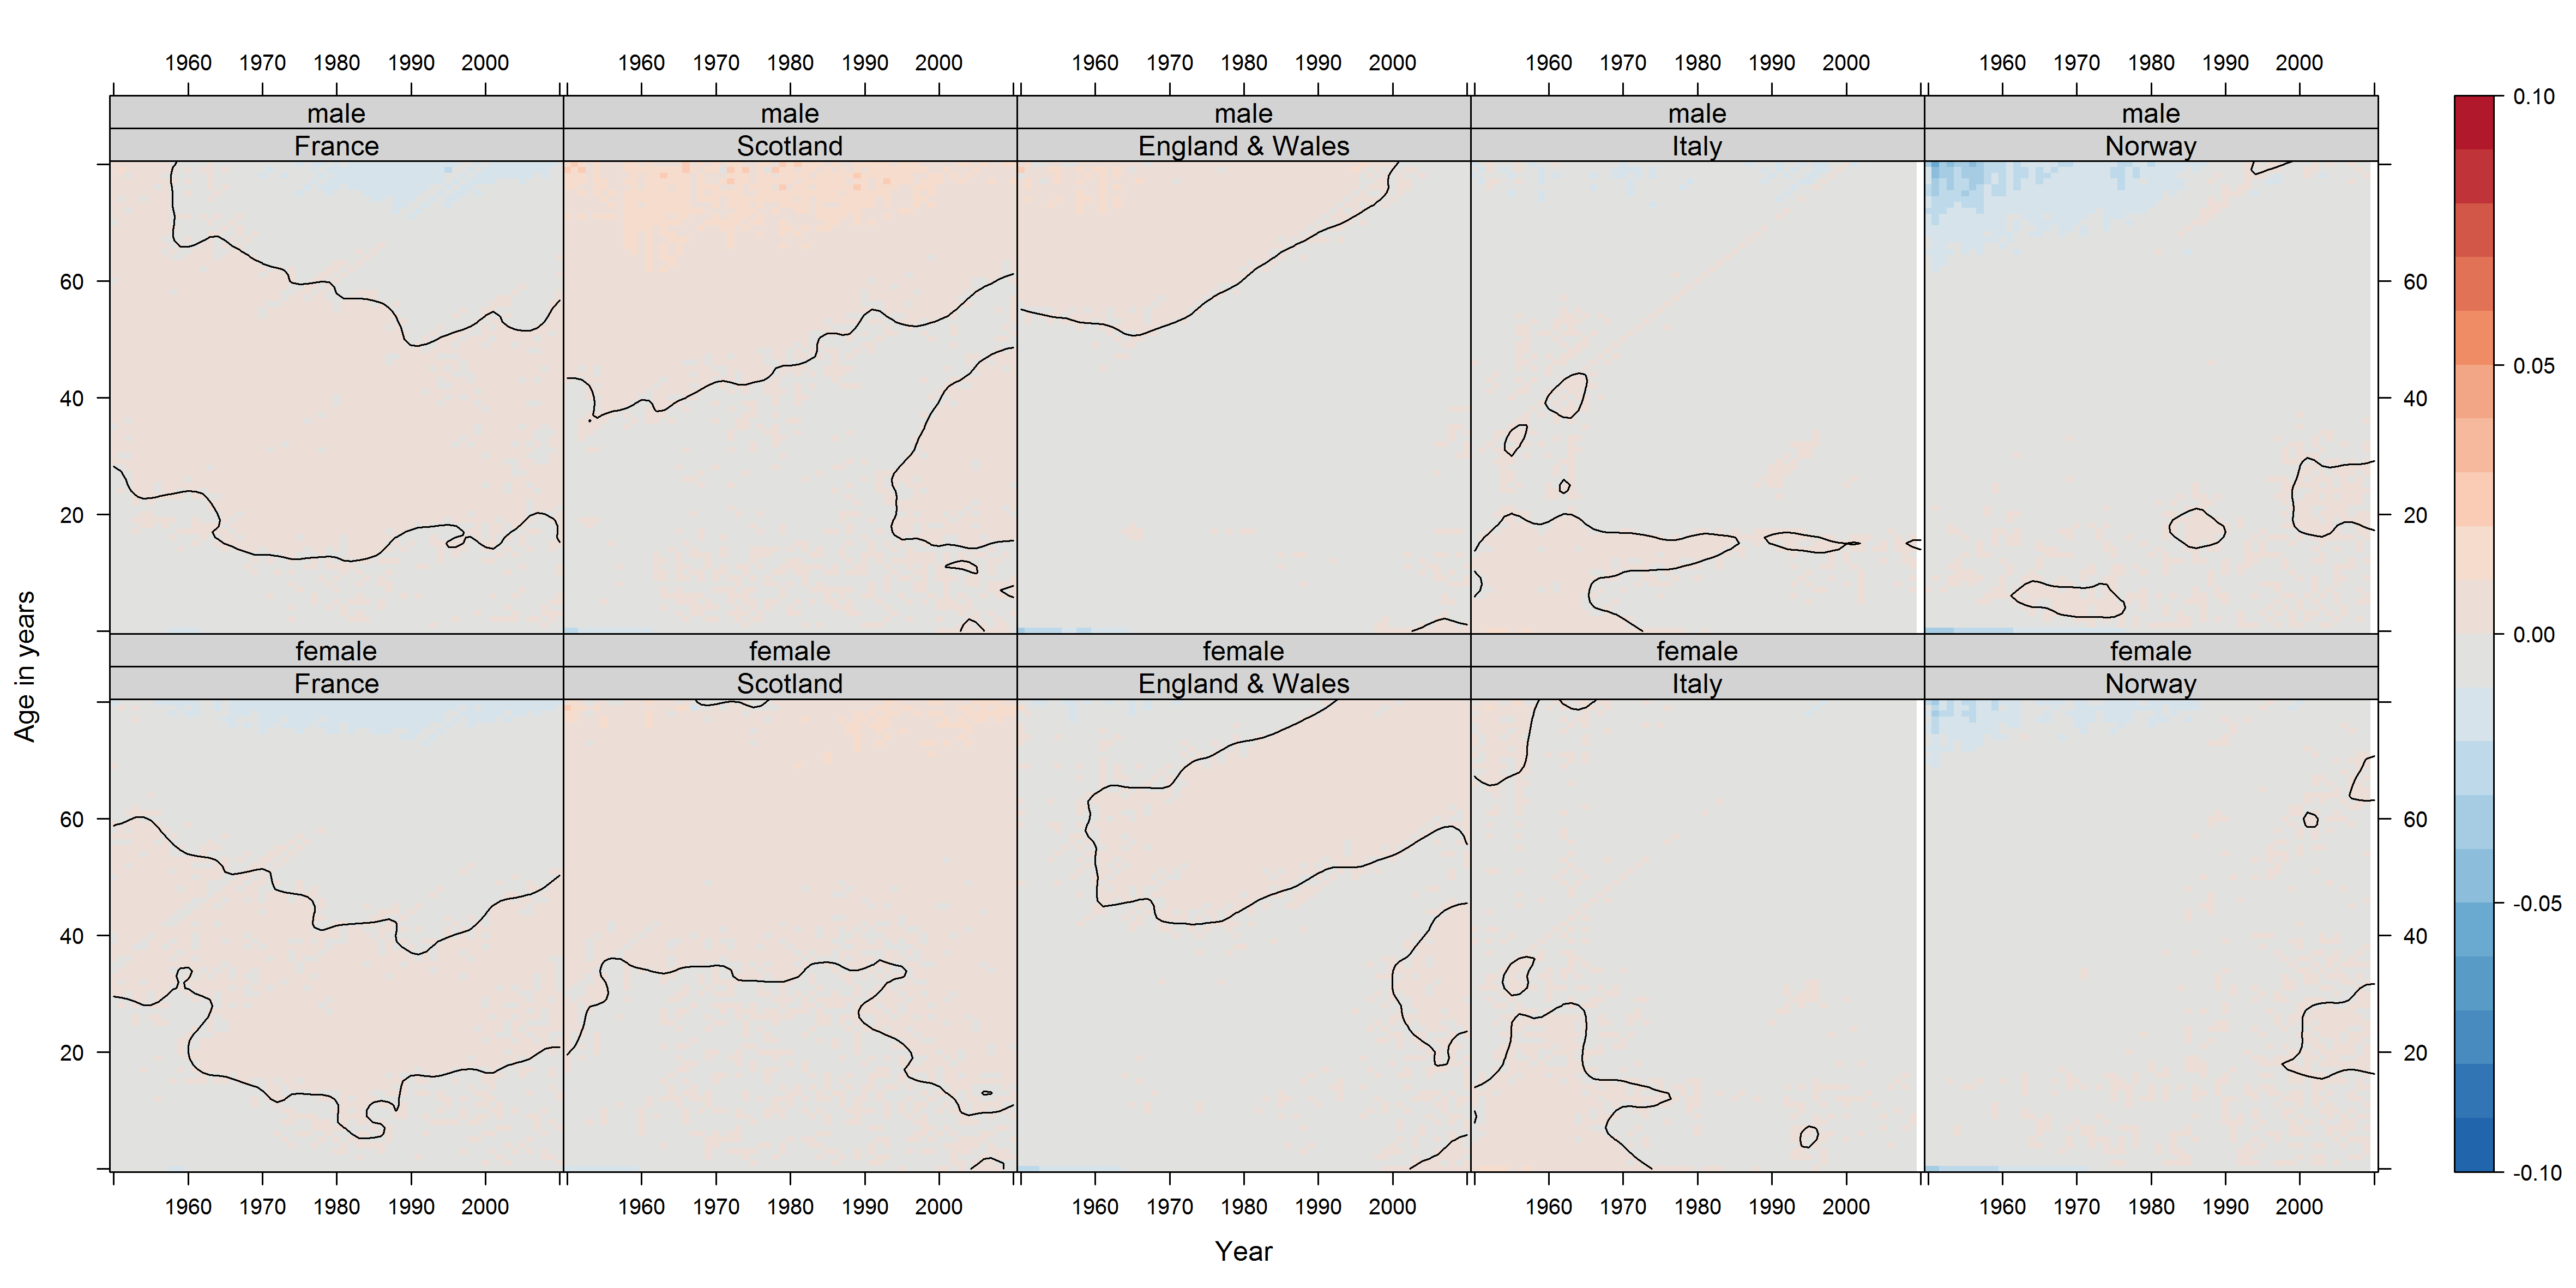 1960 1970 1980 1990 2000 1960 1970 1980 1990 2000 1960 1970 1980 1990 2000 1960 1970 1980 1990 2000 1960 1970 1980 1990 2000
male male male male male
France Scotland England & Wales Italy Norway
60 60
40 40
20 20
female female female female female
France Scotland England & Wales Italy Norway
60 60
40 40
20 20
1960 1970 1980 1990 2000 1960 1970 1980 1990 2000 1960 1970 1980 1990 2000 1960 1970 1980 1990 2000 1960 1970 1980 1990 2000
Year
Age in years
0.10
0.05
0.00
-0.05
-0.10